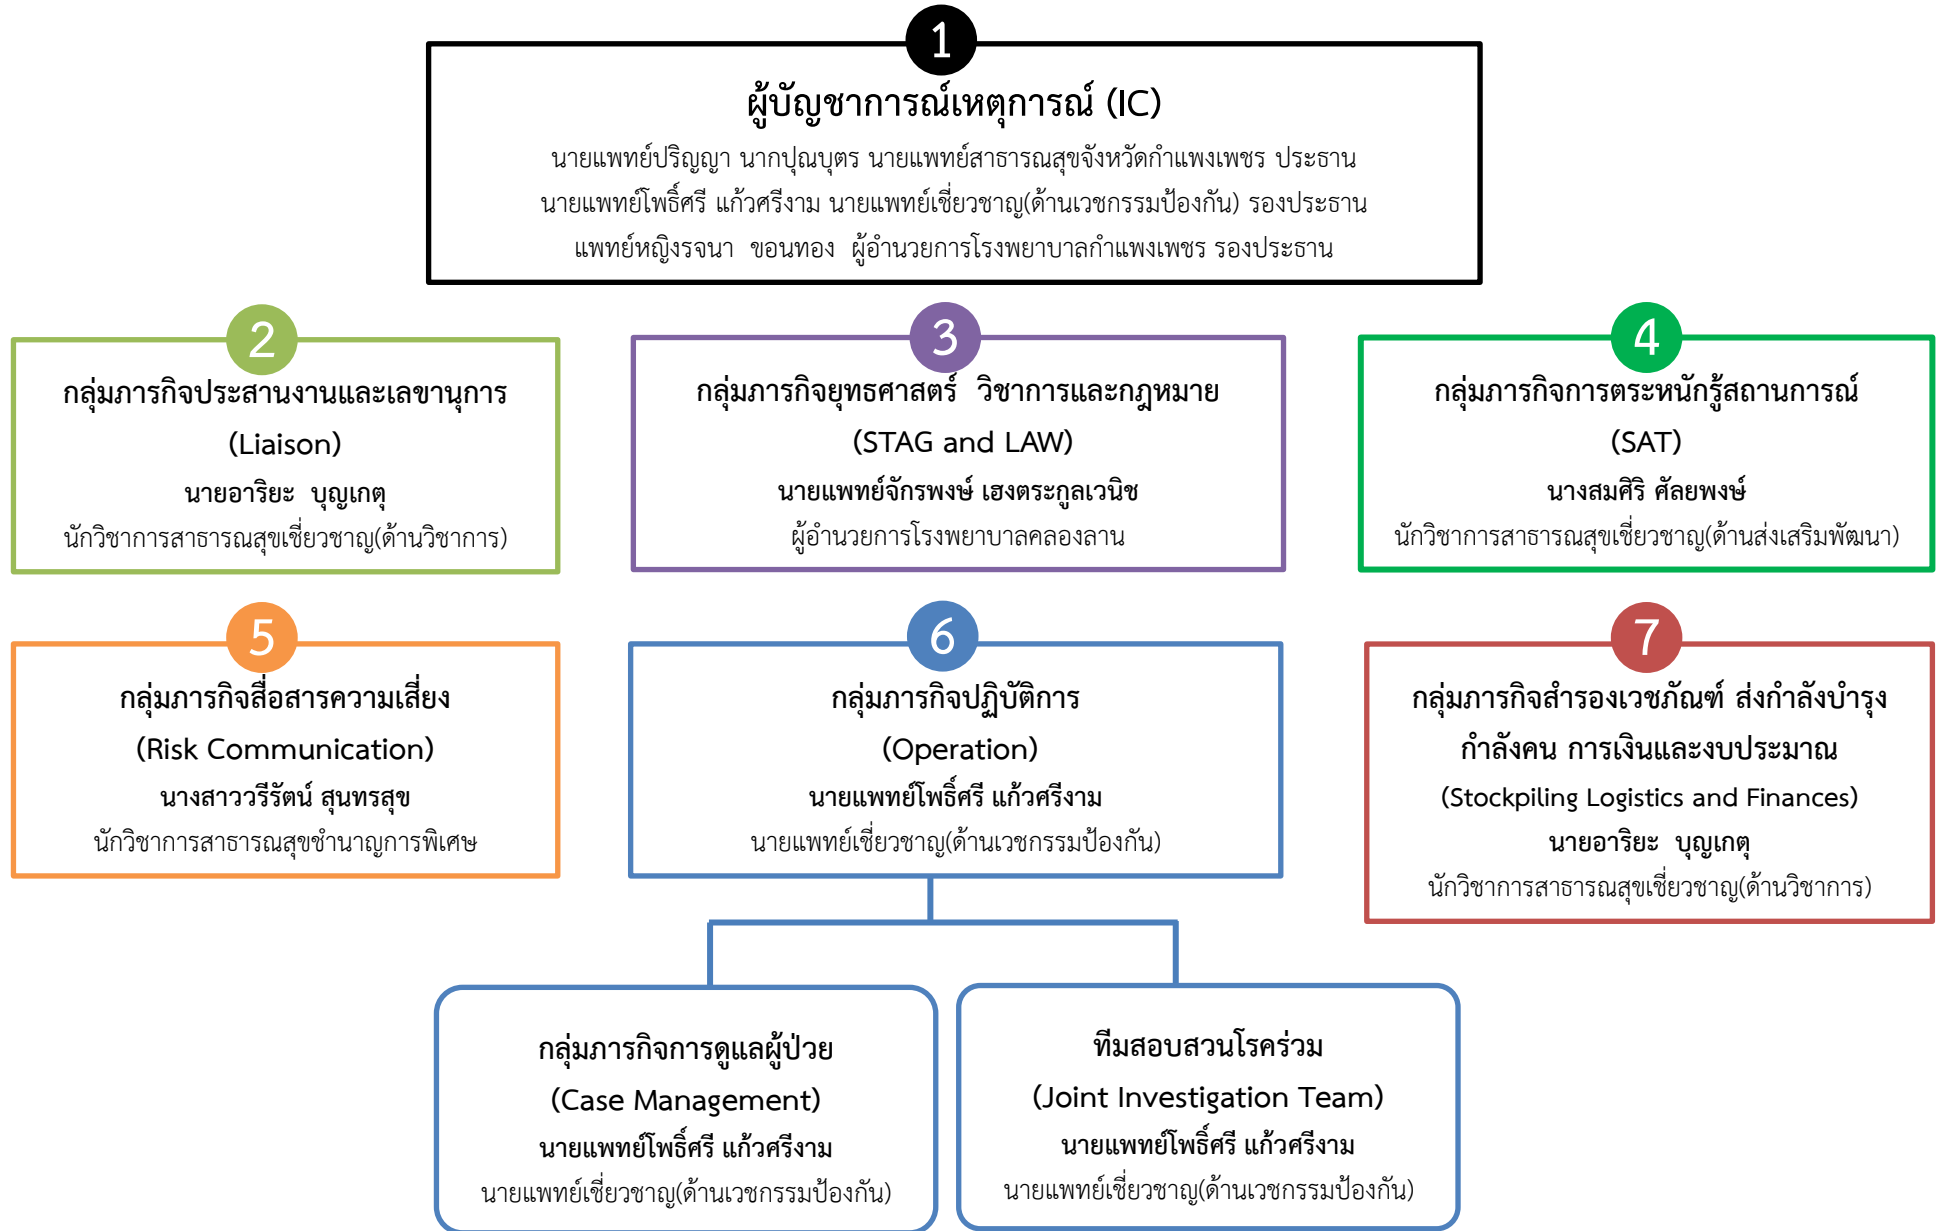 1
ผู้บัญชาการณ์เหตุการณ์ (IC)
นายแพทย์ปริญญา นากปุณบุตร นายแพทย์สาธารณสุขจังหวัดกำแพงเพชร ประธาน
นายแพทย์โพธิ์ศรี แก้วศรีงาม นายแพทย์เชี่ยวชาญ(ด้านเวชกรรมป้องกัน) รองประธาน
แพทย์หญิงรจนา ขอนทอง ผู้อำนวยการโรงพยาบาลกำแพงเพชร รองประธาน
2
กลุ่มภารกิจประสานงานและเลขานุการ
(Liaison)
นายอาริยะ บุญเกตุ
นักวิชาการสาธารณสุขเชี่ยวชาญ(ด้านวิชาการ)
3
กลุ่มภารกิจยุทธศาสตร์ วิชาการและกฎหมาย
(STAG and LAW)
นายแพทย์จักรพงษ์ เฮงตระกูลเวนิช
ผู้อำนวยการโรงพยาบาลคลองลาน
4
กลุ่มภารกิจการตระหนักรู้สถานการณ์
(SAT)
นางสมศิริ ศัลยพงษ์
นักวิชาการสาธารณสุขเชี่ยวชาญ(ด้านส่งเสริมพัฒนา)
5
กลุ่มภารกิจสื่อสารความเสี่ยง
(Risk Communication)
นางสาววรีรัตน์ สุนทรสุข
นักวิชาการสาธารณสุขชำนาญการพิเศษ
6
กลุ่มภารกิจปฏิบัติการ
(Operation)
นายแพทย์โพธิ์ศรี แก้วศรีงาม
นายแพทย์เชี่ยวชาญ(ด้านเวชกรรมป้องกัน)
7
กลุ่มภารกิจสำรองเวชภัณฑ์ ส่งกำลังบำรุง
กำลังคน การเงินและงบประมาณ
(Stockpiling Logistics and Finances)
นายอาริยะ บุญเกตุ
นักวิชาการสาธารณสุขเชี่ยวชาญ(ด้านวิชาการ)
กลุ่มภารกิจการดูแลผู้ป่วย
(Case Management)
นายแพทย์โพธิ์ศรี แก้วศรีงาม
นายแพทย์เชี่ยวชาญ(ด้านเวชกรรมป้องกัน)
ทีมสอบสวนโรคร่วม
(Joint Investigation Team)
นายแพทย์โพธิ์ศรี แก้วศรีงาม
นายแพทย์เชี่ยวชาญ(ด้านเวชกรรมป้องกัน)